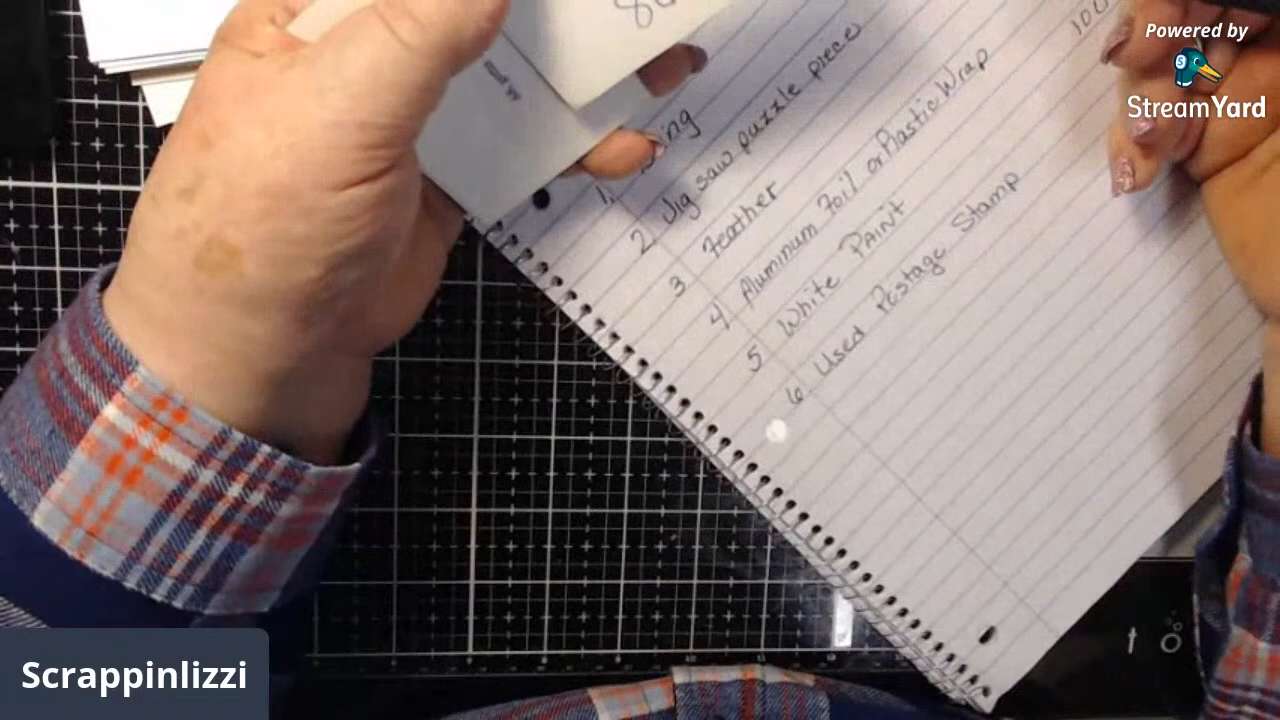 Powered by
StreamYard
100
1.
2 Jig saw puzzle piece
3 Feather
4 Aluminum Foil or Plastic Wrap
5 White Paint
6 Used Postage Stamp
Scrappinlizzi